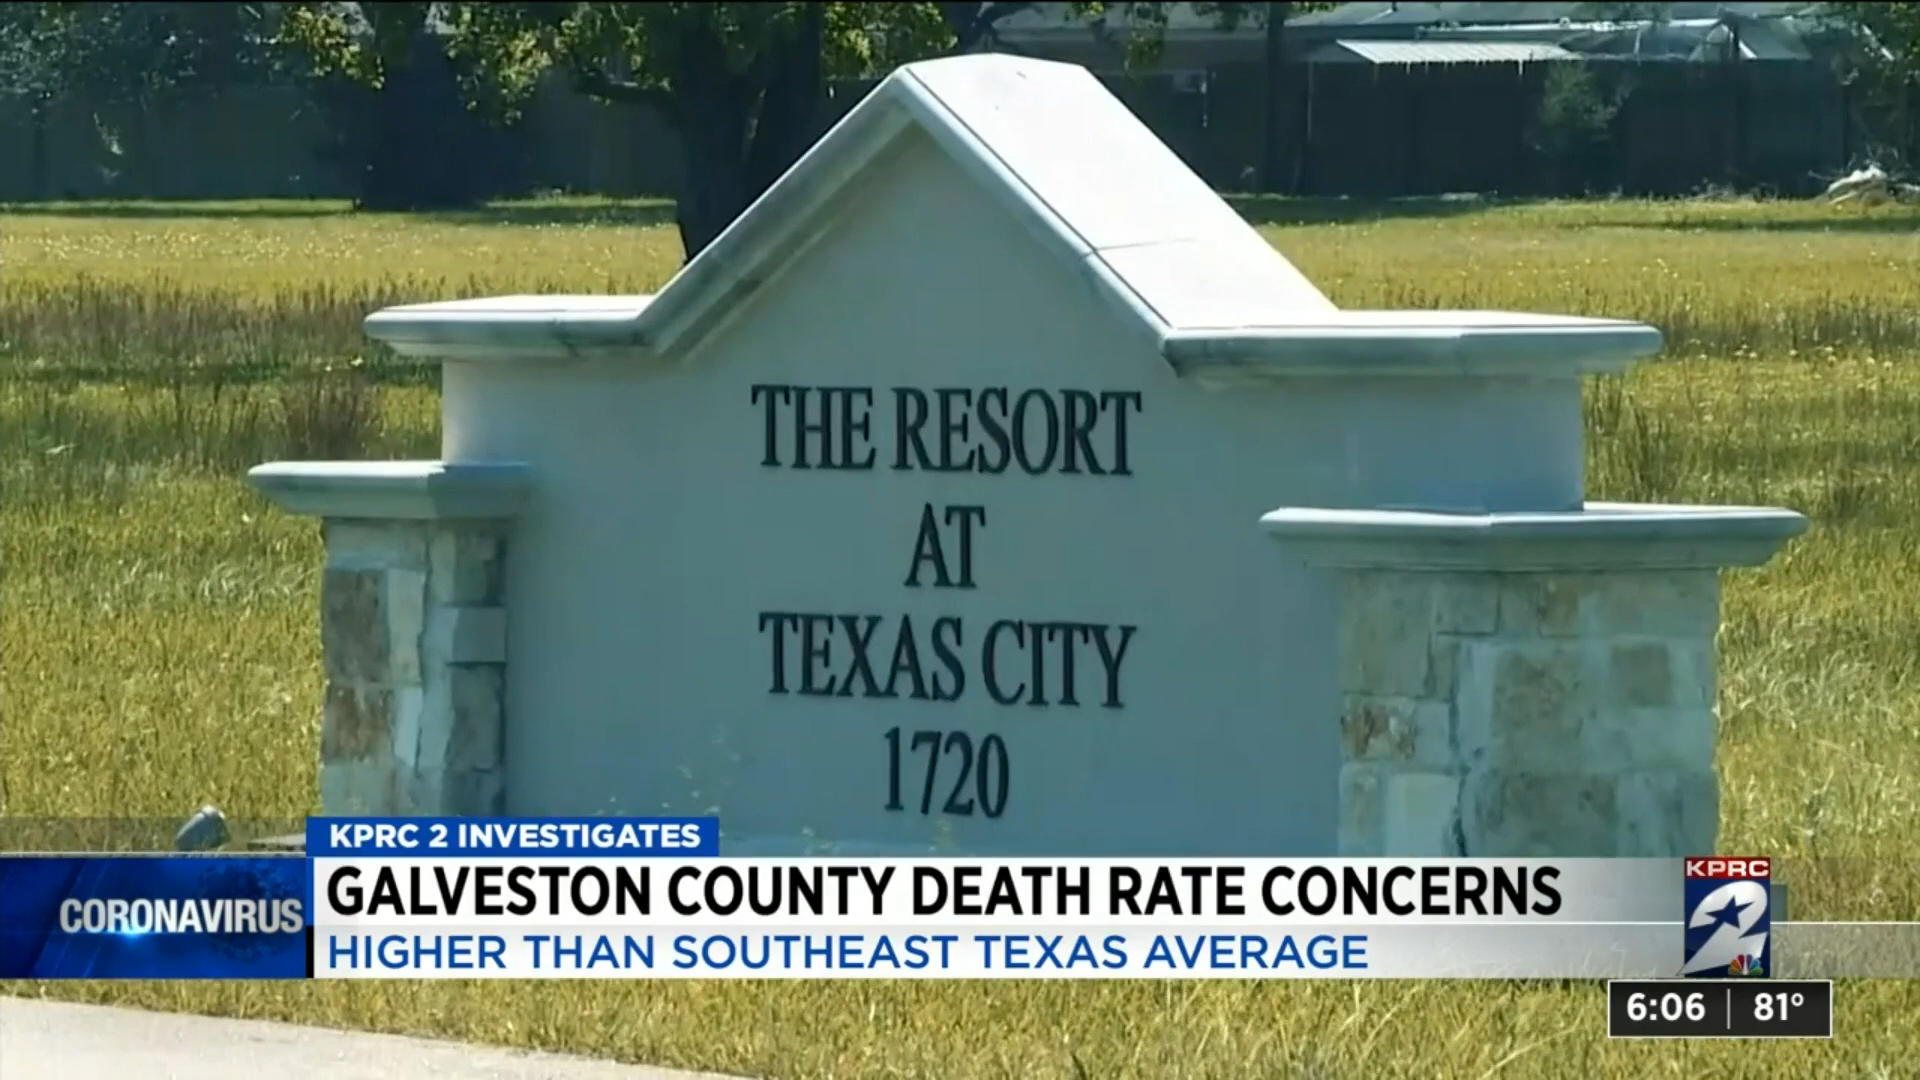 THE RESORT
AT
TEXAS CITY
1720
KPRC 2 INVESTIGATES
CORONAVIRUS
GALVESTON COUNTY DEATH RATE CONCERNS
HIGHER THAN SOUTHEAST TEXAS AVERAGE
KPRC
2
6:06 81°